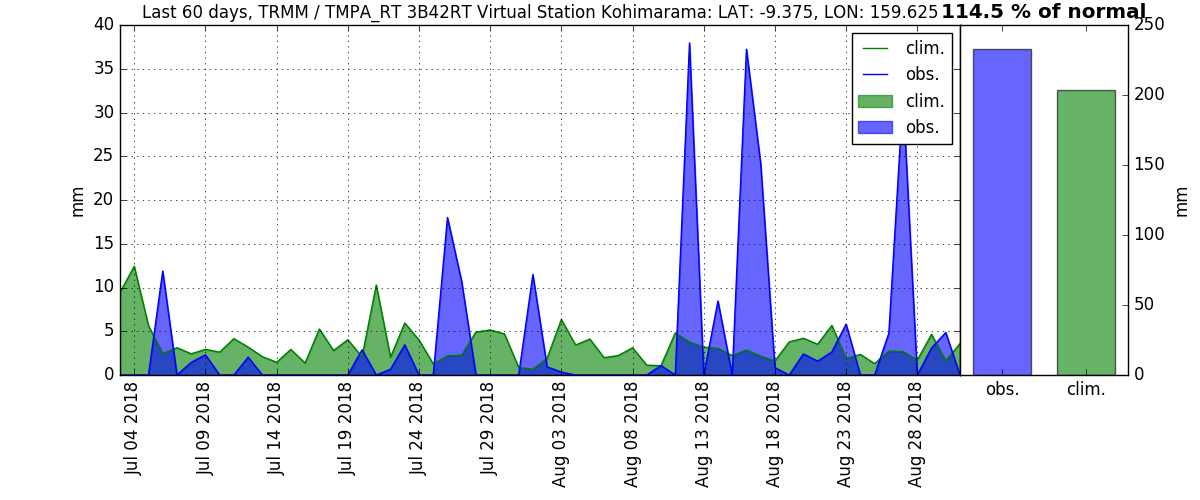 Last 60 days, TRMM / TMPA_RT 3B42RT Virtual Station Kohimarama: LAT: -9.375, LON: 159.625 114.5 % of normal
40
35
30
25
20
15
10
5
0
mm
clim.
obs.
clim.
obs.
250
200
150
100
50
0
mm
obs.
clim.
Jul 04 2018
Jul 09 2018
Jul 14 2018
Jul 19 2018
Jul 24 2018
Jul 29 2018
Aug 03 2018
Aug 08 2018
Aug 13 2018
Aug 18 2018
Aug 23 2018
Aug 28 2018